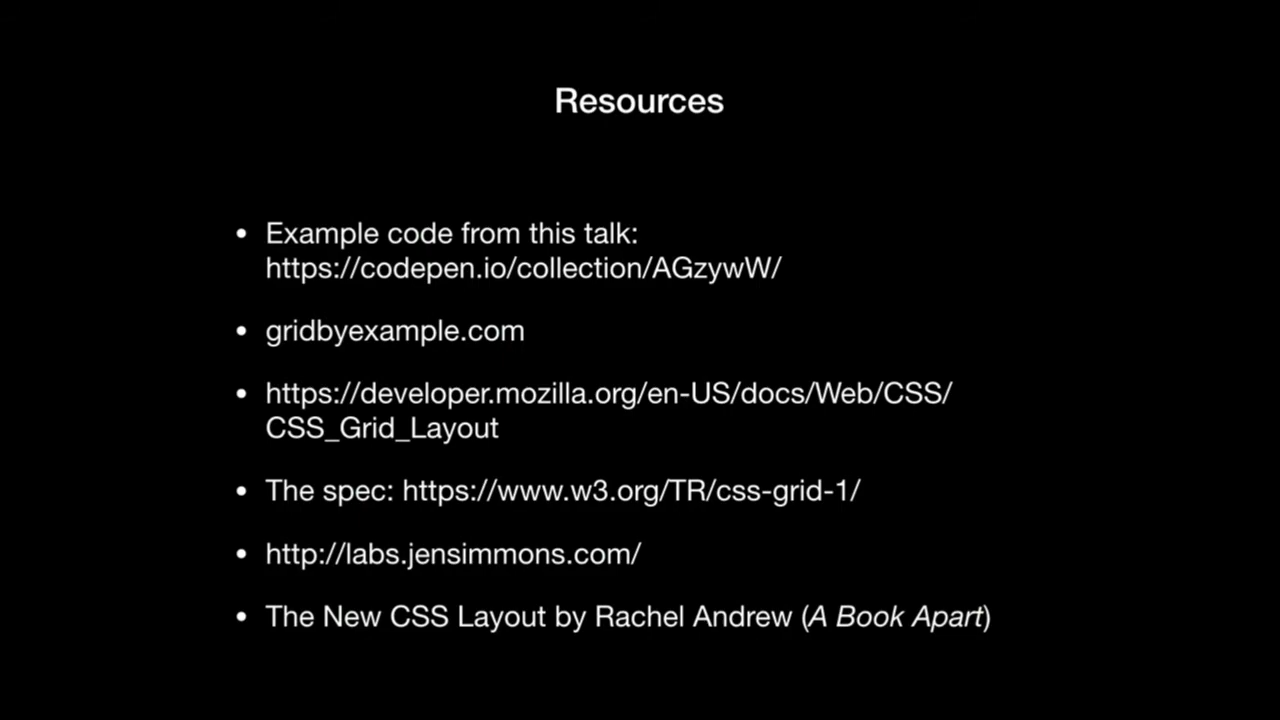 Resources
• Example code from this talk:
https://codepen.io/collection/AGzywW/
• gridbyexample.com
• https://developer.mozilla.org/en-US/docs/Web/CSS/
CSS_Grid_Layout
• The spec: https://www.w3.org/TR/css-grid-1/
• http://labs.jensimmons.com/
• The New CSS Layout by Rachel Andrew (A Book Apart)